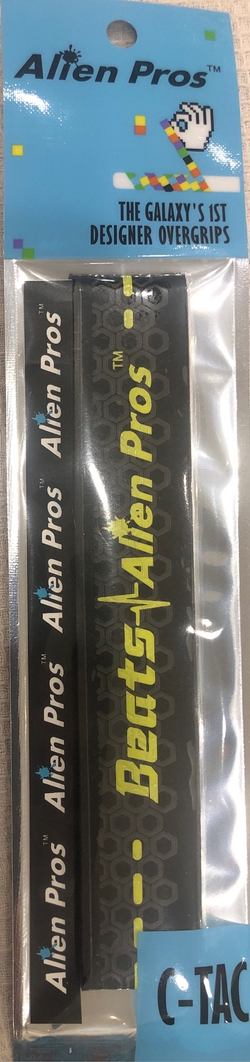 Alien Pros™
THE GALAXY'S 1ST
DESIGNER OVERGRIPS
Alien Pros™ Alien Pros™ Alien Pros™ Alien Pros™
Beats Alien Pros™
C-TAC